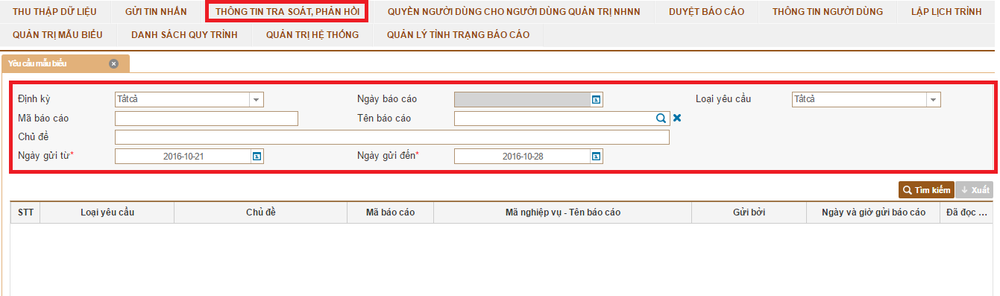 THU THẬP DỮ LIỆU GỬI TIN NHẮN THÔNG TIN TRA SOÁT, PHẢN HỒI QUYỀN NGƯỜI DÙNG CHO NGƯỜI DÙNG QUẢN TRỊ NHNN DUYỆT BÁO CÁO THÔNG TIN NGƯỜI DÙNG LẬP LỊCH TRÌNH
QUẢN TRỊ MẪU BIỂU DANH SÁCH QUY TRÌNH QUẢN TRỊ HỆ THỐNG QUẢN LÝ TÌNH TRẠNG BÁO CÁO
Yêu cầu mẫu biểu
Định kỳ Tất cả Ngày báo cáo Loại yêu cầu Tất cả
Mã báo cáo Tên báo cáo
Chủ đề
Ngày gửi từ* 2016-10-21 Ngày gửi đến* 2016-10-28
Tìm kiếm Xuất
STT Loại yêu cầu Chủ đề Mã báo cáo Mã nghiệp vụ - Tên báo cáo Gửi bởi Ngày và giờ gửi báo cáo Đã đọc ...